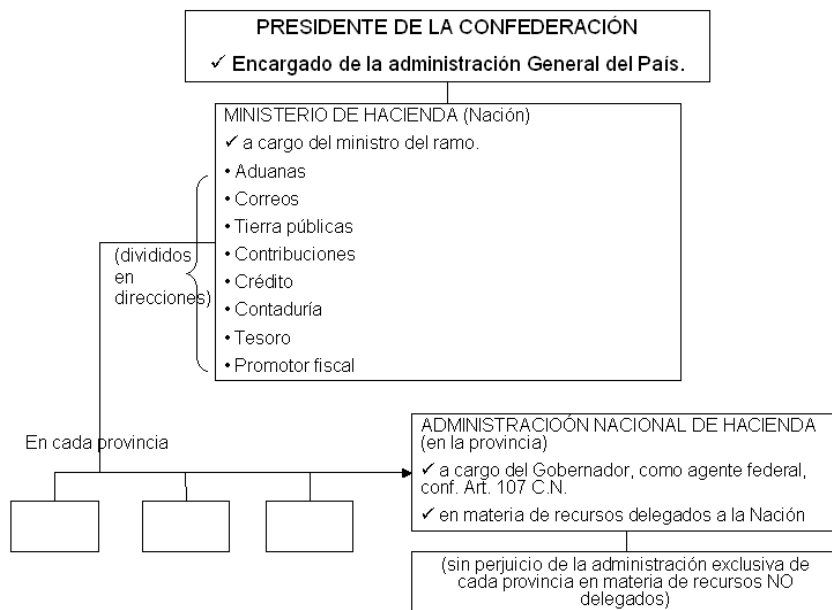 PRESIDENTE DE LA CONFEDERACIÓN
✓ Encargado de la administración General del País.
MINISTERIO DE HACIENDA (Nación)
✓ a cargo del ministro del ramo.
• Aduanas
• Correos
• Tierra públicas
• Contribuciones
• Crédito
• Contaduría
• Tesoro
• Promotor fiscal
(divididos
en
direcciones)
En cada provincia
ADMINISTRACIOÓN NACIONAL DE HACIENDA
(en la provincia)
✓ a cargo del Gobernador, como agente federal,
conf. Art. 107 C.N.
✓ en materia de recursos delegados a la Nación
(sin perjuicio de la administración exclusiva de
cada provincia en materia de recursos NO
delegados)